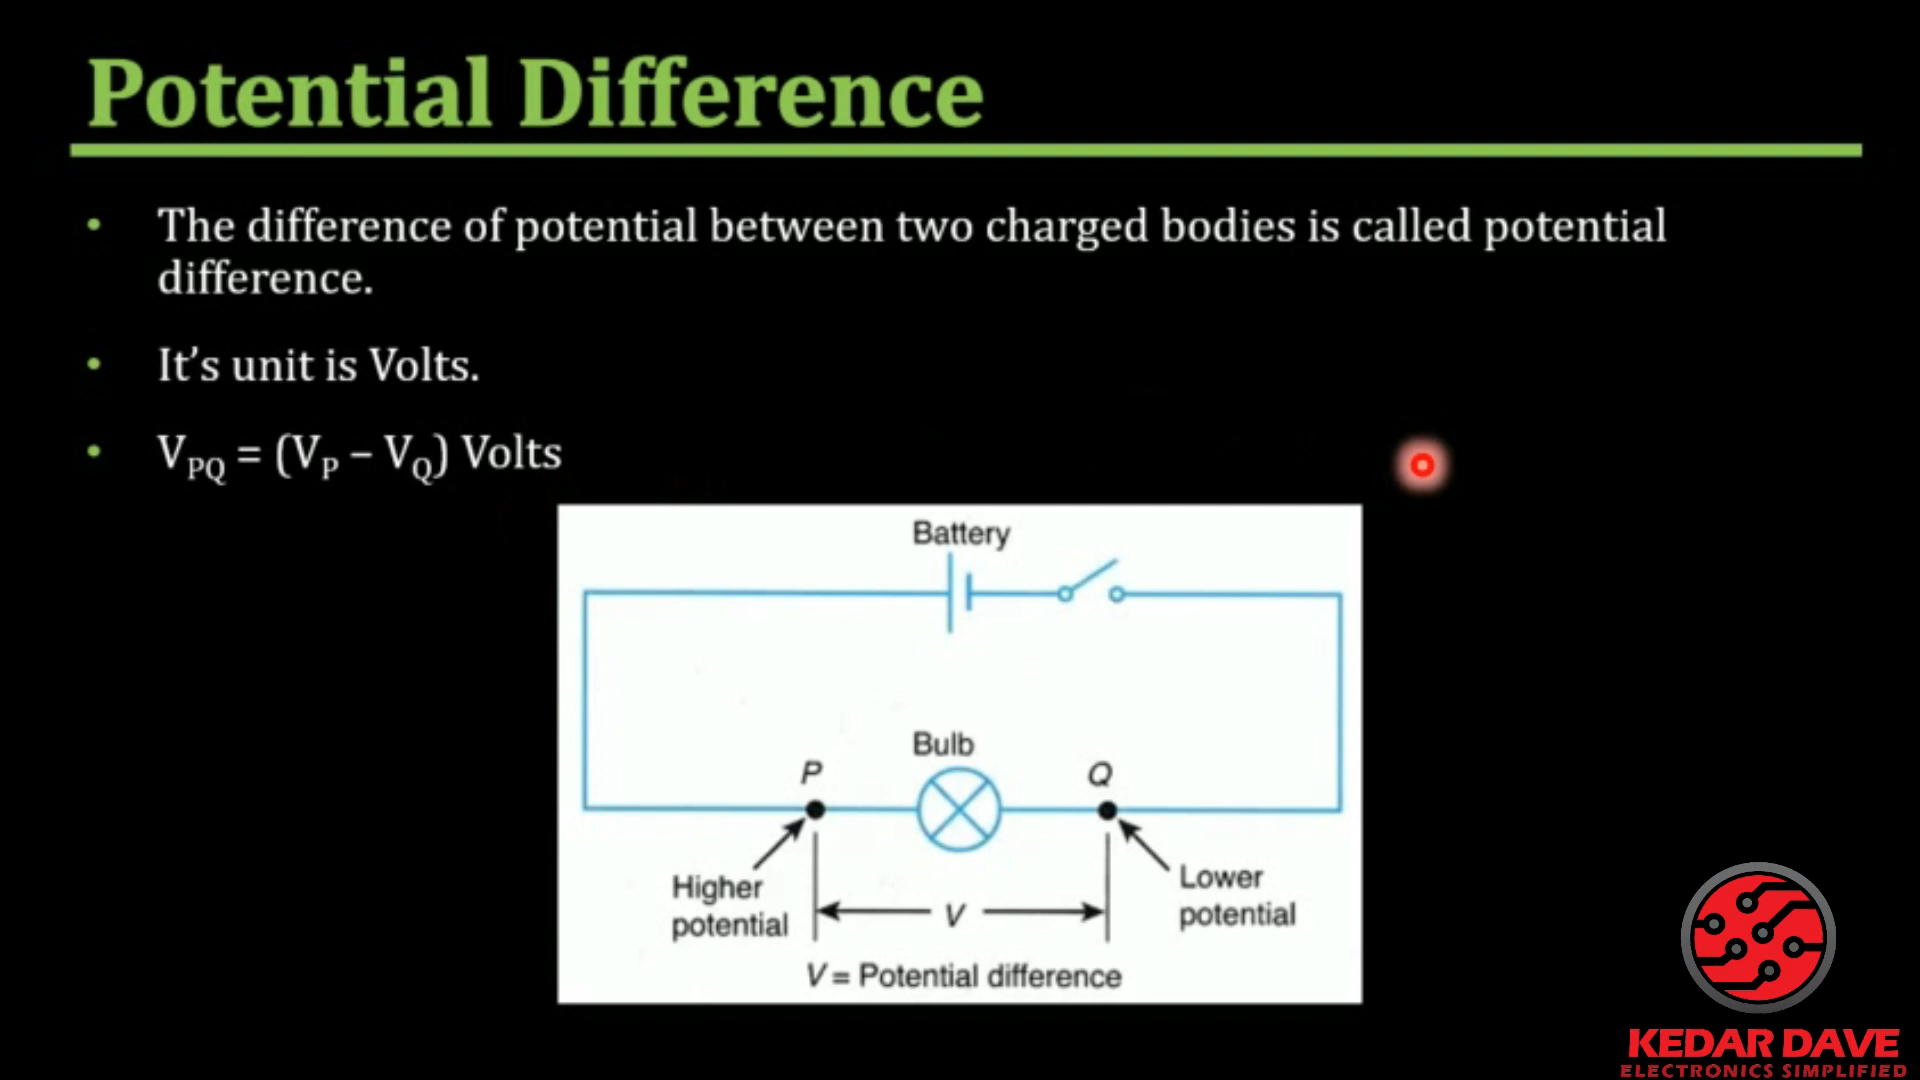 Potential Difference
• The difference of potential between two charged bodies is called potential
difference.
• It's unit is Volts.
• VPQ = (VP – VQ) Volts
Battery
Bulb
P
Q
Higher
potential
Lower
potential
V
V = Potential difference
KEDAR DAVE
ELECTRONICS SIMPLIFIED